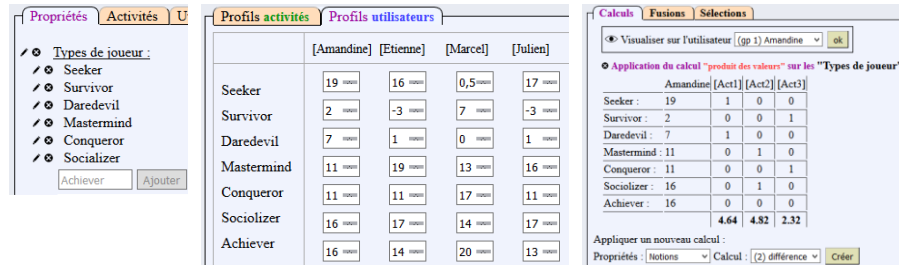 Propriétés Activités U
Types de joueur :
Seeker
Survivor
Daredevil
Mastermind
Conqueror
Socializer
Achiever Ajouter
Profils activités Profils utilisateurs
[Amandine] [Etienne] [Marcel] [Julien]
Seeker 19 16 0,5 17
Survivor 2 -3 7 -3
Daredevil 7 1 0 1
Mastermind 11 19 13 16
Conqueror 11 11 17 11
Sociolizer 16 17 14 17
Achiever 16 14 20 13
Calculs Fusions Sélections
Visualiser sur l'utilisateur (gp 1) Amandine ok
Application du calcul "produit des valeurs" sur les "Types de joueur"
Amandine [Act1] [Act2] [Act3]
Seeker : 19 1 0 0
Survivor : 2 0 0 1
Daredevil : 7 1 0 0
Mastermind : 11 0 1 0
Conqueror : 11 0 0 1
Sociolizer : 16 0 1 0
Achiever : 16 0 0 0
4.64 4.82 2.32
Appliquer un nouveau calcul :
Propriétés : Notions Calcul : (2) différence Créer